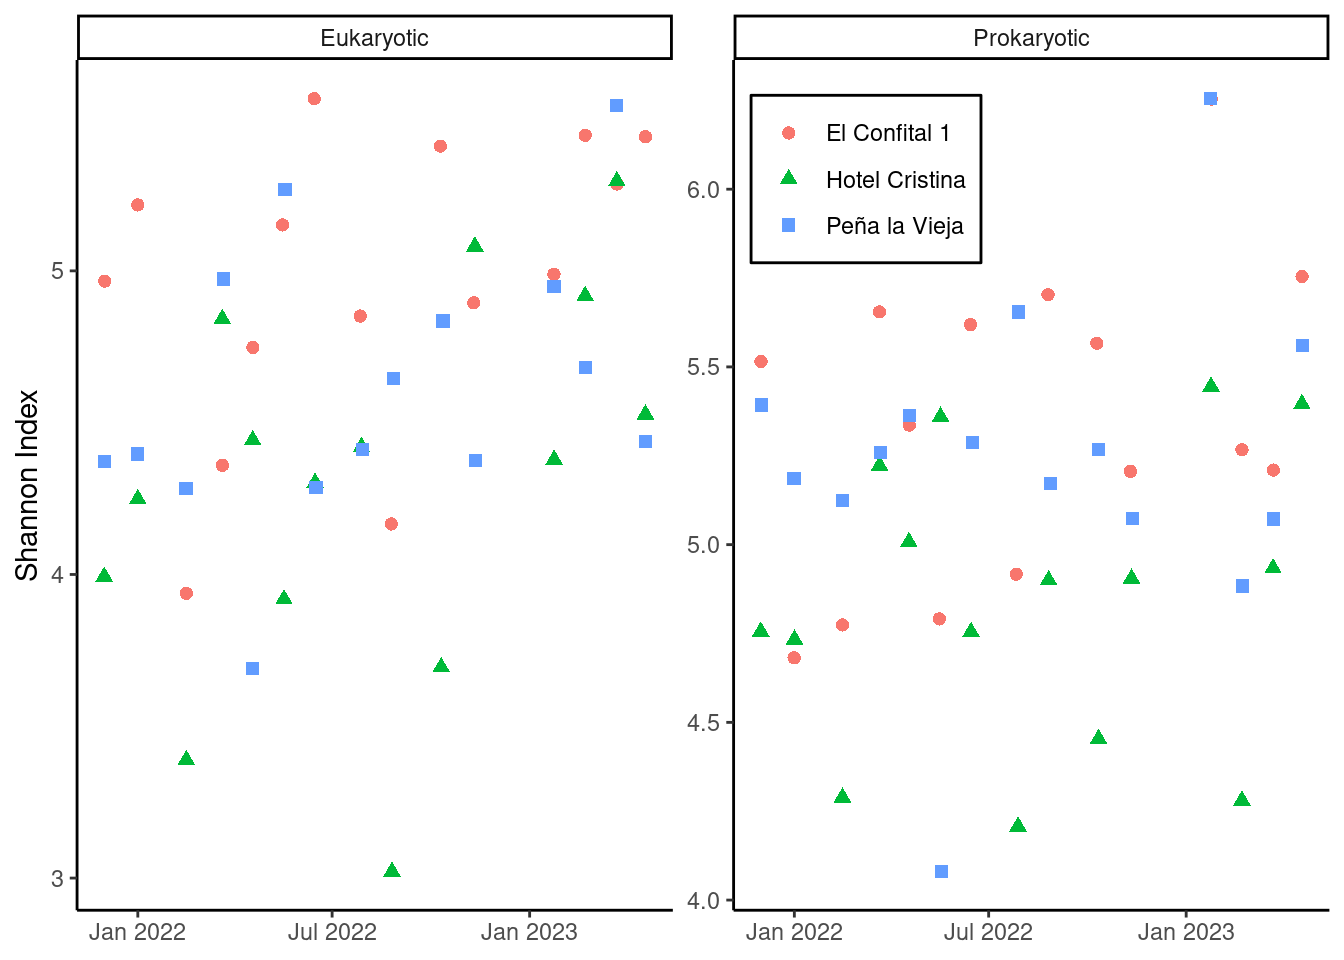 Eukaryotic
Prokaryotic
El Confital 1
Hotel Cristina
Peña la Vieja
Shannon Index
5
4
3
6.0
5.5
5.0
4.5
4.0
Jan 2022
Jul 2022
Jan 2023
Jan 2022
Jul 2022
Jan 2023